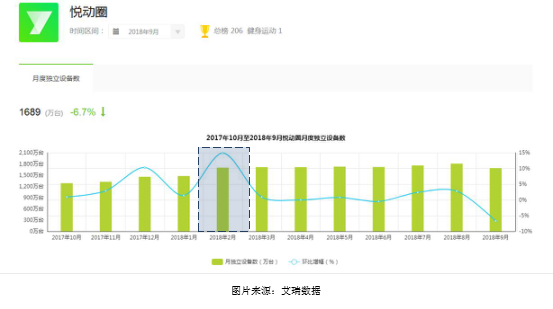 悦动圈
时间区间： 2018年9月 总榜 206 健身运动 1
月度独立设备数
1689 (万台) -6.7%
2017年10月至2018年9月悦动圈月度独立设备数
2,100万台 15%
1,800万台 10%
1,500万台 5%
1,200万台 0%
900万台 -5%
600万台 -10%
300万台
0万台
2017年10月 2017年11月 2017年12月 2018年1月 2018年2月 2018年3月 2018年4月 2018年5月 2018年6月 2018年7月 2018年8月 2018年9月
月独立设备数（万台） 环比增幅（%）
图片来源：艾瑞数据